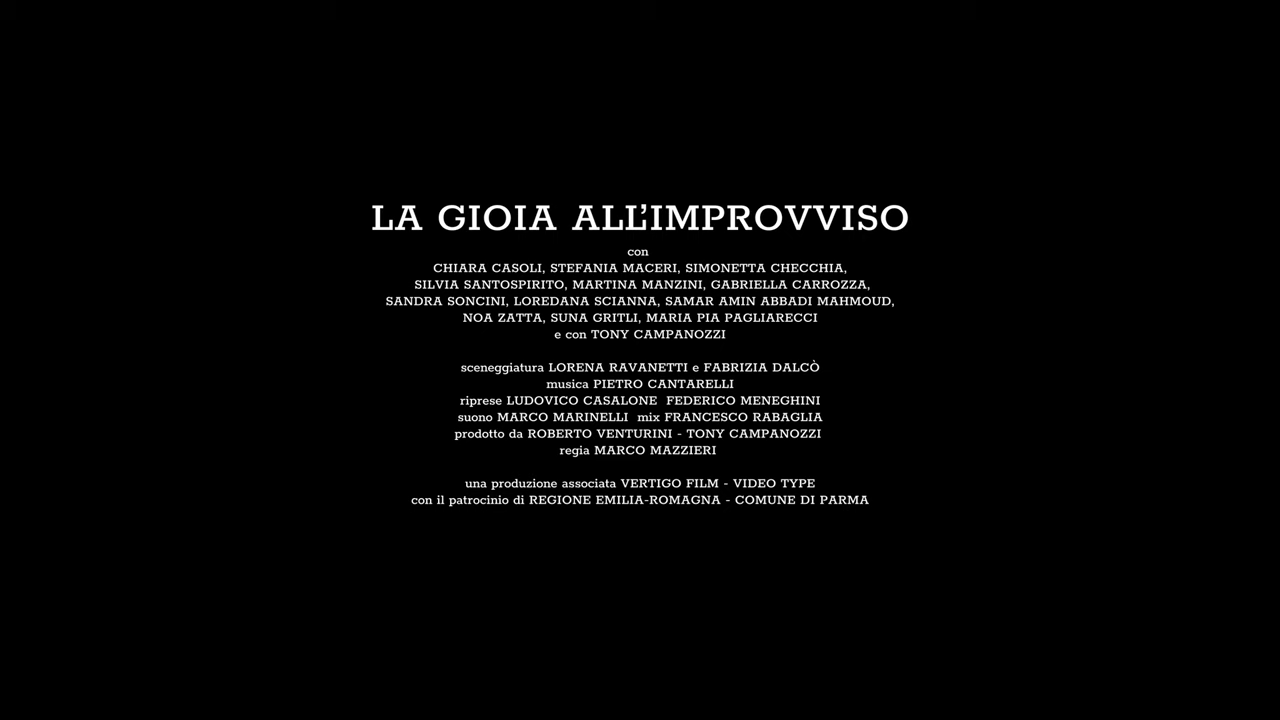 LA GIOIA ALL'IMPROVVISO
con
CHIARA CASOLI, STEFANIA MACERI, SIMONETTA CHECCHIA,
SILVIA SANTOSPIRITO, MARTINA MANZINI, GABRIELLA CARROZZA,
SANDRA SONCINI, LOREDANA SCIANNA, SAMAR AMIN ABBADI MAHMOUD,
NOA ZATTA, SUNA GRITLI, MARIA PIA PAGLIARECCI
e con TONY CAMPANOZZI
sceneggiatura LORENA RAVANETTI e FABRIZIA DALCÒ
musica PIETRO CANTARELLI
riprese LUDOVICO CASALONE  FEDERICO MENEGHINI
suono MARCO MARINELLI  mix FRANCESCO RABAGLIA
prodotto da ROBERTO VENTURINI - TONY CAMPANOZZI
regia MARCO MAZZIERI
una produzione associata VERTIGO FILM - VIDEO TYPE
con il patrocinio di REGIONE EMILIA-ROMAGNA - COMUNE DI PARMA